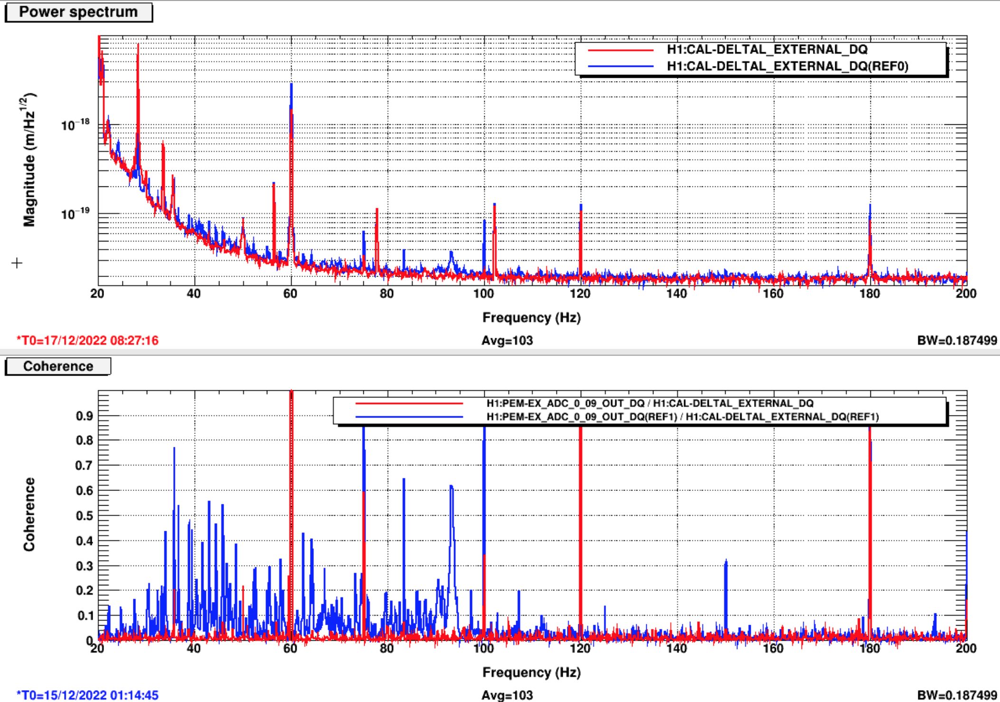 Power spectrum
H1:CAL-DELTAL_EXTERNAL_DQ
H1:CAL-DELTAL_EXTERNAL_DQ(REF0)
Magnitude (m/Hz^1/2)
10^−18
10^−19
20 40 60 80 100 120 140 160 180 200
Frequency (Hz)
*T0=17/12/2022 08:27:16 Avg=103 BW=0.187499
Coherence
H1:PEM-EX_ADC_0_09_OUT_DQ / H1:CAL-DELTAL_EXTERNAL_DQ
H1:PEM-EX_ADC_0_09_OUT_DQ(REF1) / H1:CAL-DELTAL_EXTERNAL_DQ(REF1)
Coherence
0.9
0.8
0.7
0.6
0.5
0.4
0.3
0.2
0.1
0
20 40 60 80 100 120 140 160 180 200
Frequency (Hz)
*T0=15/12/2022 01:14:45 Avg=103 BW=0.187499